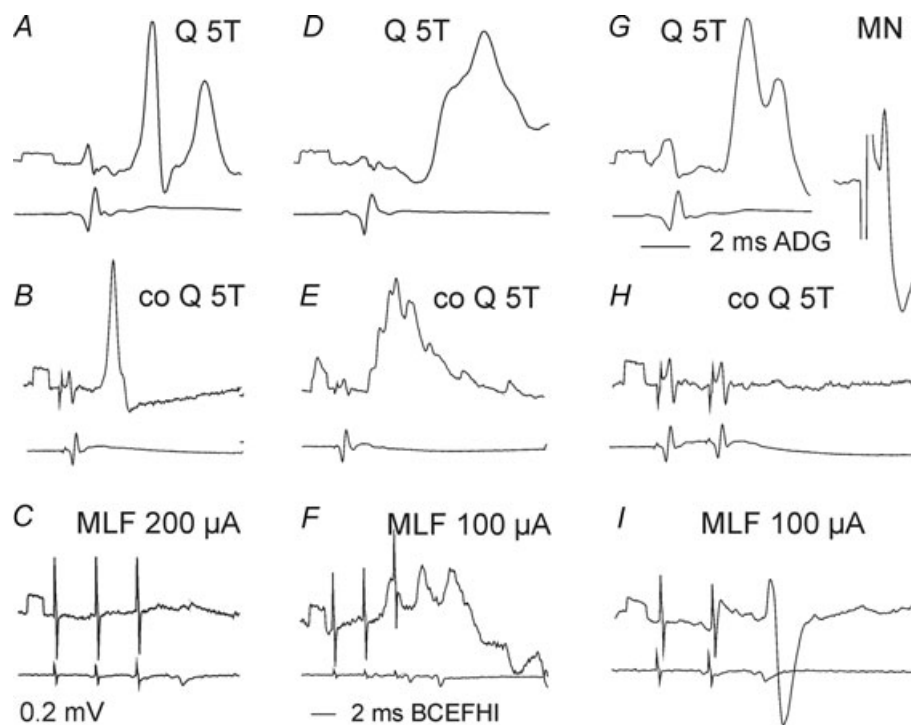 A Q 5T D Q 5T G Q 5T MN
2 ms ADG
B co Q 5T E co Q 5T H co Q 5T
C MLF 200 µA F MLF 100 µA I MLF 100 µA
0.2 mV 2 ms BCEFHI